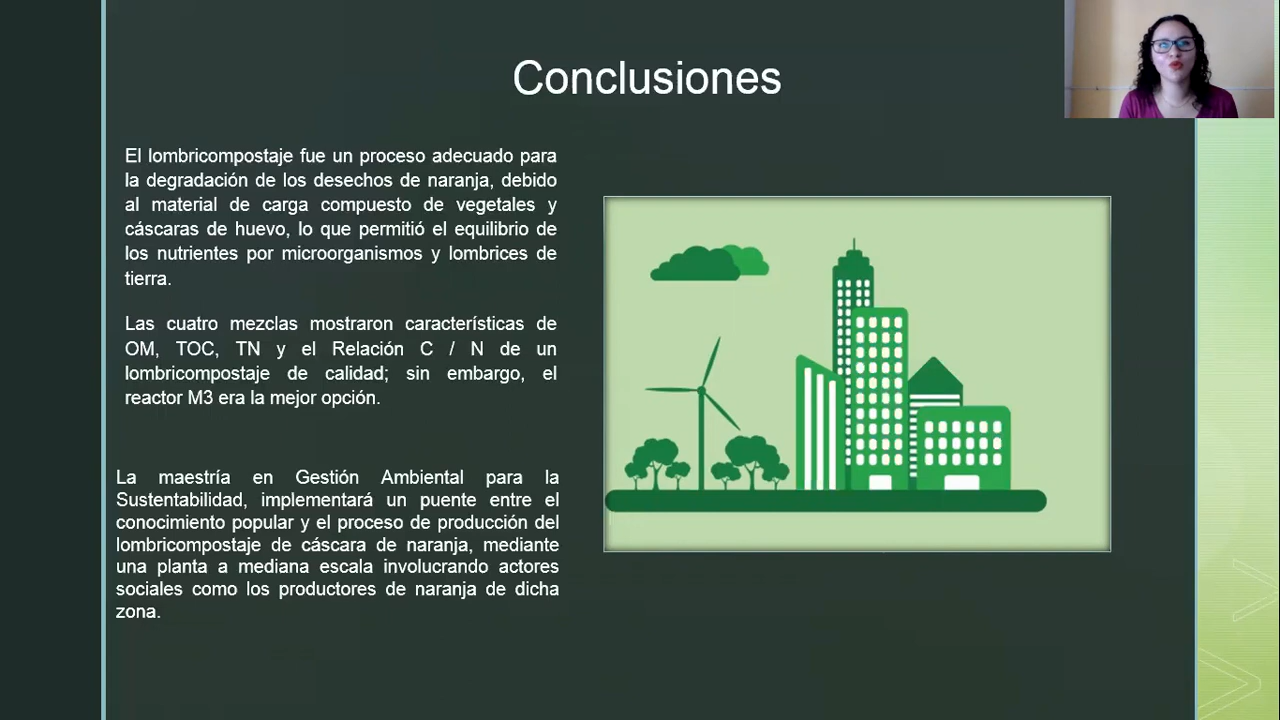 Conclusiones
El lombricompostaje fue un proceso adecuado para
la degradación de los desechos de naranja, debido
al material de carga compuesto de vegetales y
cáscaras de huevo, lo que permitió el equilibrio de
los nutrientes por microorganismos y lombrices de
tierra.
Las cuatro mezclas mostraron características de
OM, TOC, TN y el Relación C / N de un
lombricompostaje de calidad; sin embargo, el
reactor M3 era la mejor opción.
La maestría en Gestión Ambiental para la
Sustentabilidad, implementará un puente entre el
conocimiento popular y el proceso de producción del
lombricompostaje de cáscara de naranja, mediante
una planta a mediana escala involucrando actores
sociales como los productores de naranja de dicha
zona.